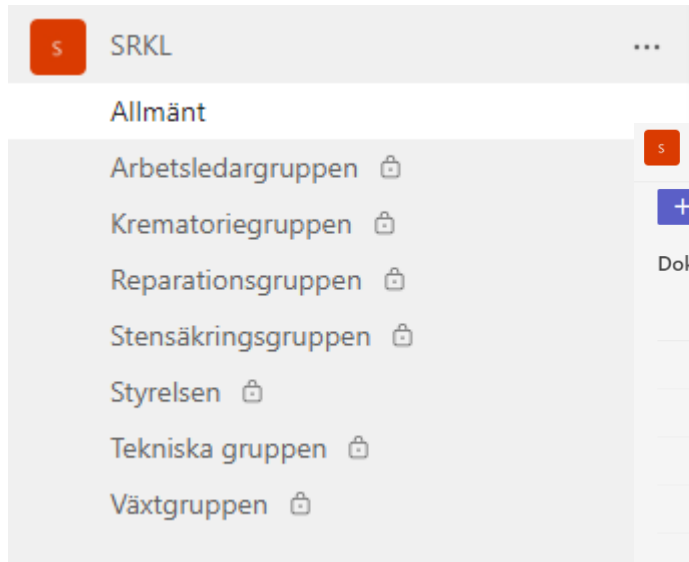 S SRKL ...
Allmänt
Arbetsledargruppen
S
Krematoriegruppen
+
Reparationsgruppen
Dok
Stensäkringsgruppen
Styrelsen
Tekniska gruppen
Växtgruppen